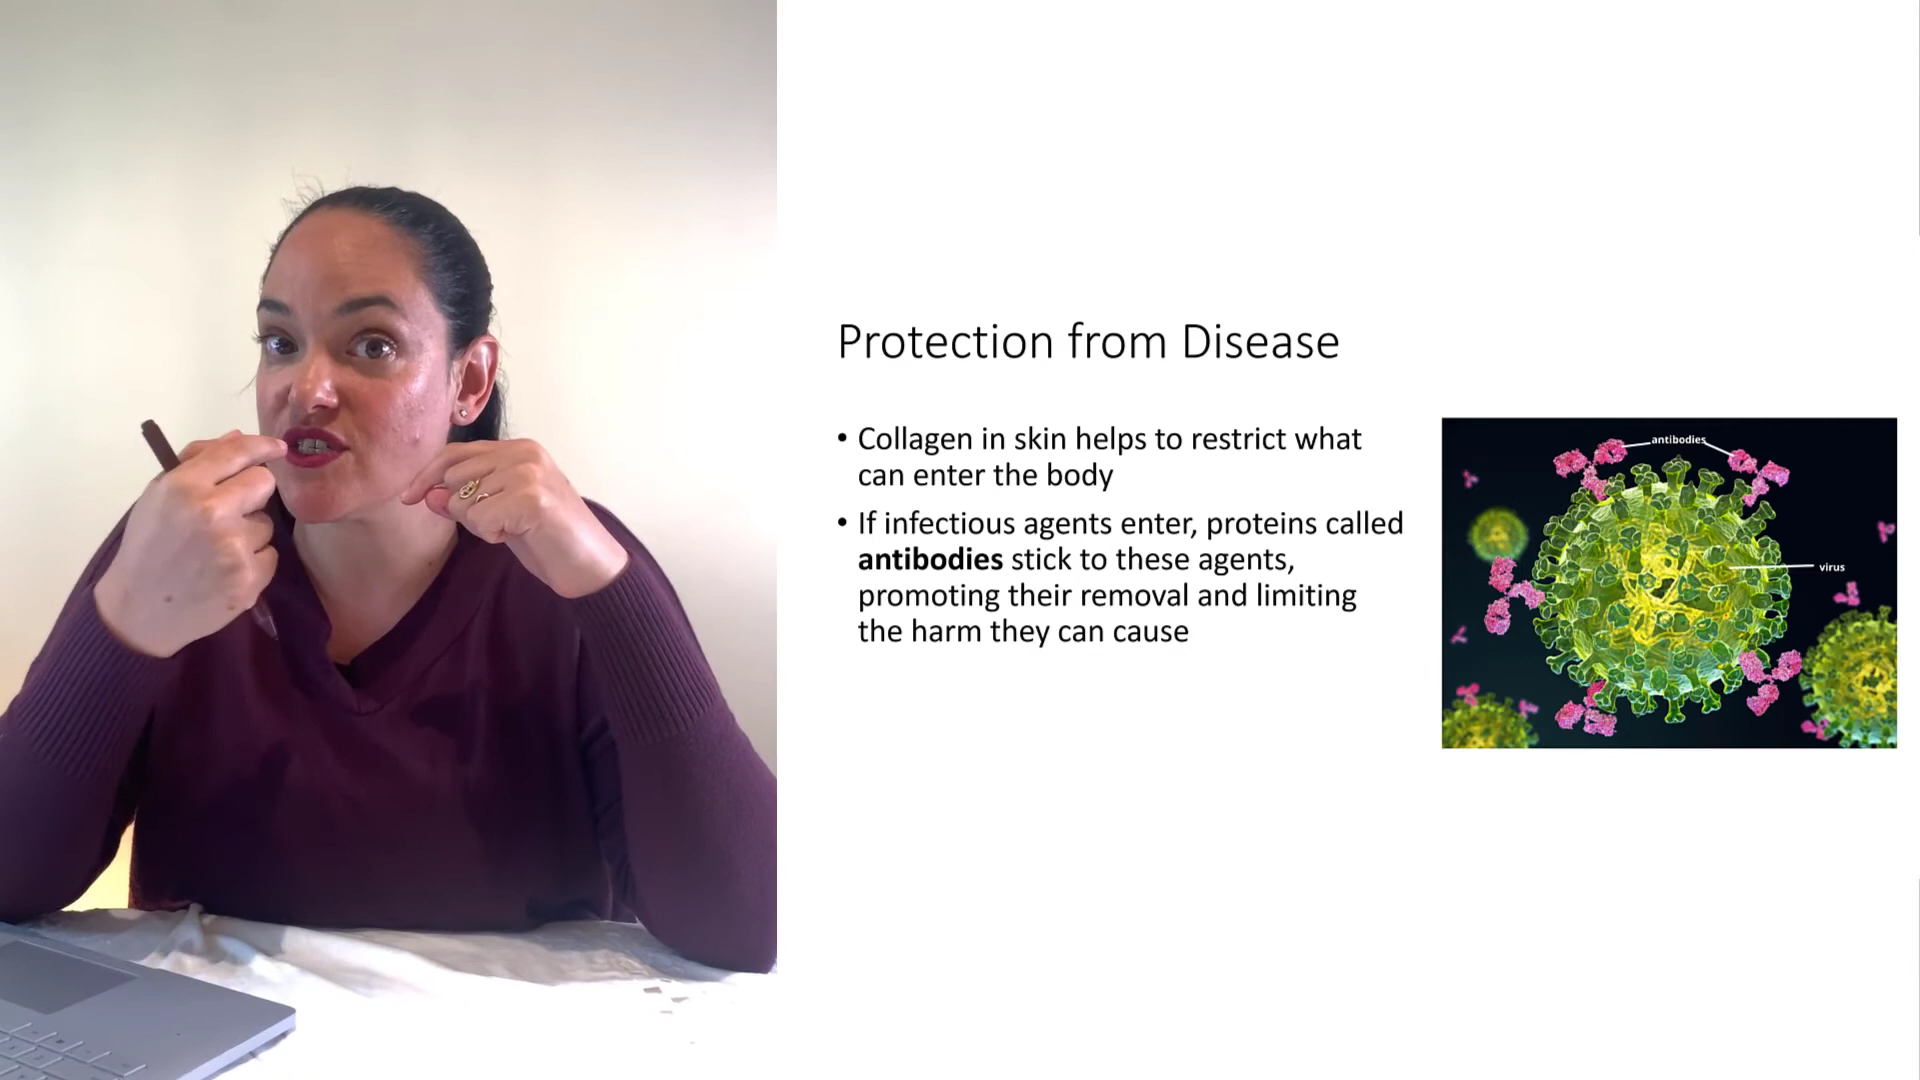 Protection from Disease
• Collagen in skin helps to restrict what
can enter the body
• If infectious agents enter, proteins called
antibodies stick to these agents,
promoting their removal and limiting
the harm they can cause
antibodies
virus